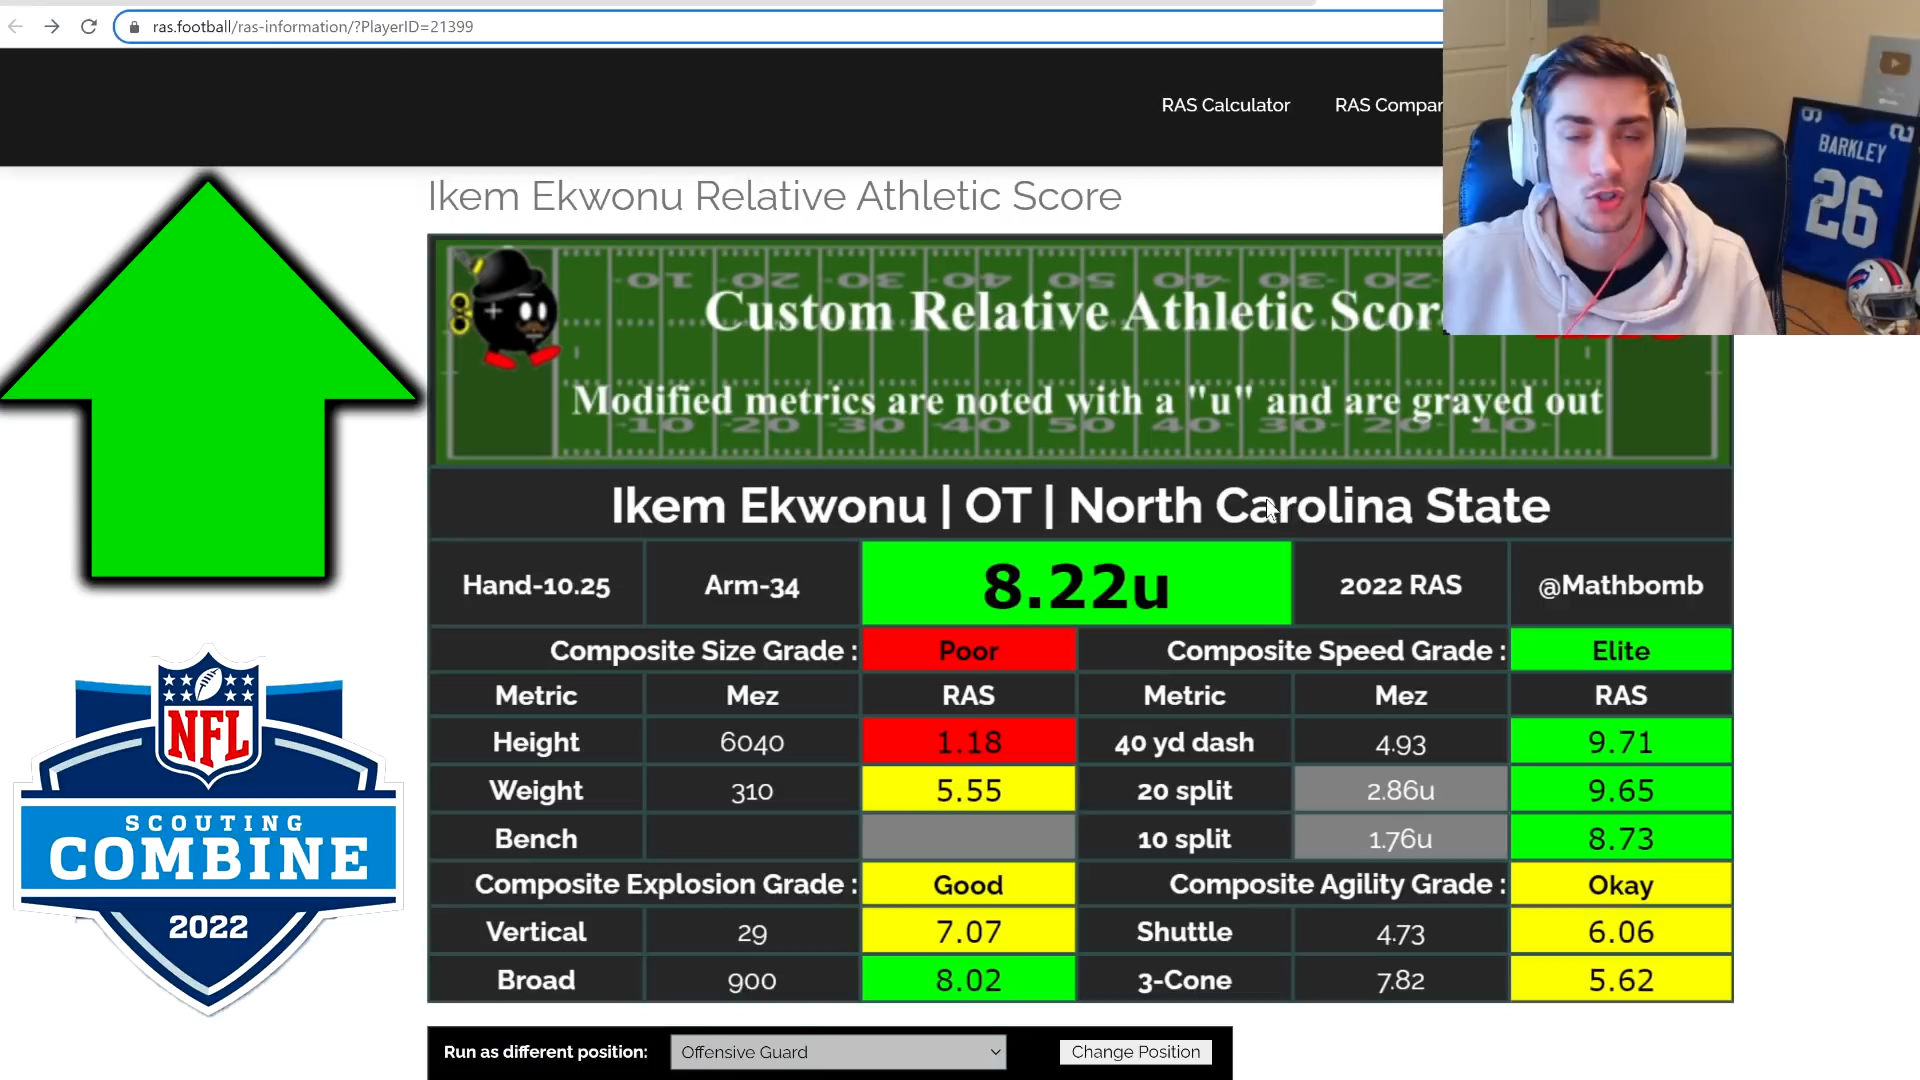 ras.football/ras-information/?PlayerID=21399
RAS Calculator
RAS Compar
BARKLEY
26
Ikem Ekwonu Relative Athletic Score
Custom Relative Athletic Scor
Modified metrics are noted with a "u" and are grayed out
Ikem Ekwonu | OT | North Carolina State
Hand-10.25 Arm-34 8.22u 2022 RAS @Mathbomb
Composite Size Grade : Poor Composite Speed Grade : Elite
Metric Mez RAS Metric Mez RAS
Height 6040 1.18 40 yd dash 4.93 9.71
Weight 310 5.55 20 split 2.86u 9.65
Bench 10 split 1.76u 8.73
Composite Explosion Grade : Good Composite Agility Grade : Okay
Vertical 29 7.07 Shuttle 4.73 6.06
Broad 900 8.02 3-Cone 7.82 5.62
Run as different position: Offensive Guard Change Position
NFL
SCOUTING
COMBINE
2022